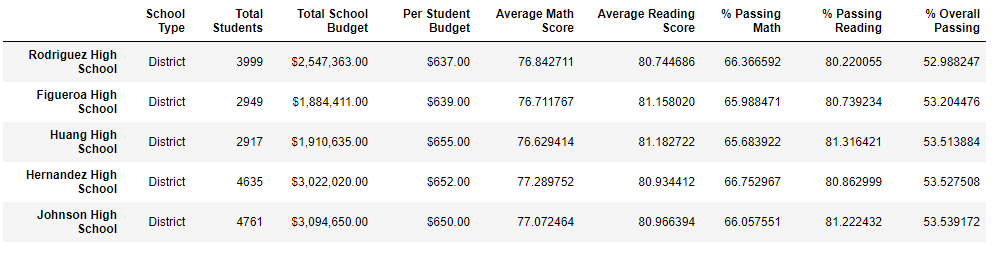 School Type Total Students Total School Budget Per Student Budget Average Math Score Average Reading Score % Passing Math % Passing Reading % Overall Passing
Rodriguez High School District 3999 $2,547,363.00 $637.00 76.842711 80.744686 66.366592 80.220055 52.988247
Figueroa High School District 2949 $1,884,411.00 $639.00 76.711767 81.158020 65.988471 80.739234 53.204476
Huang High School District 2917 $1,910,635.00 $655.00 76.629414 81.182722 65.683922 81.316421 53.513884
Hernandez High School District 4635 $3,022,020.00 $652.00 77.289752 80.934412 66.752967 80.862999 53.527508
Johnson High School District 4761 $3,094,650.00 $650.00 77.072464 80.966394 66.057551 81.222432 53.539172